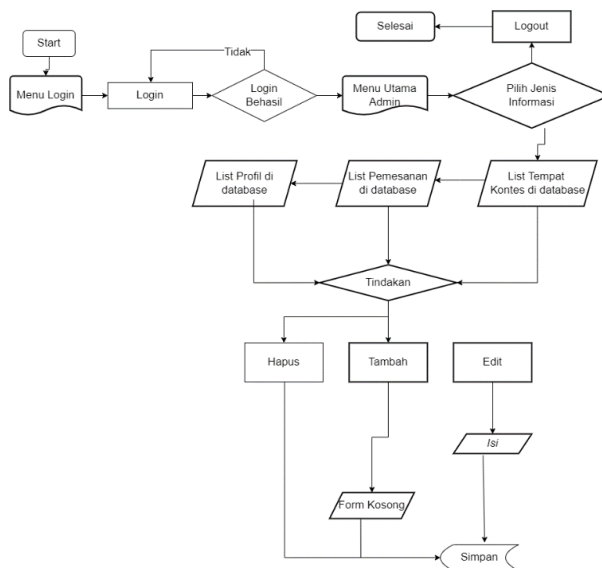 Selesai
Logout
Start
Tidak
Menu Login
Login
Login
Behasil
Menu Utama
Admin
Pilih Jenis
Informasi
List Profil di
database
List Pemesanan
di database
List Tempat
Kontes di database
Tindakan
Hapus
Tambah
Edit
Isi
Form Kosong
Simpan